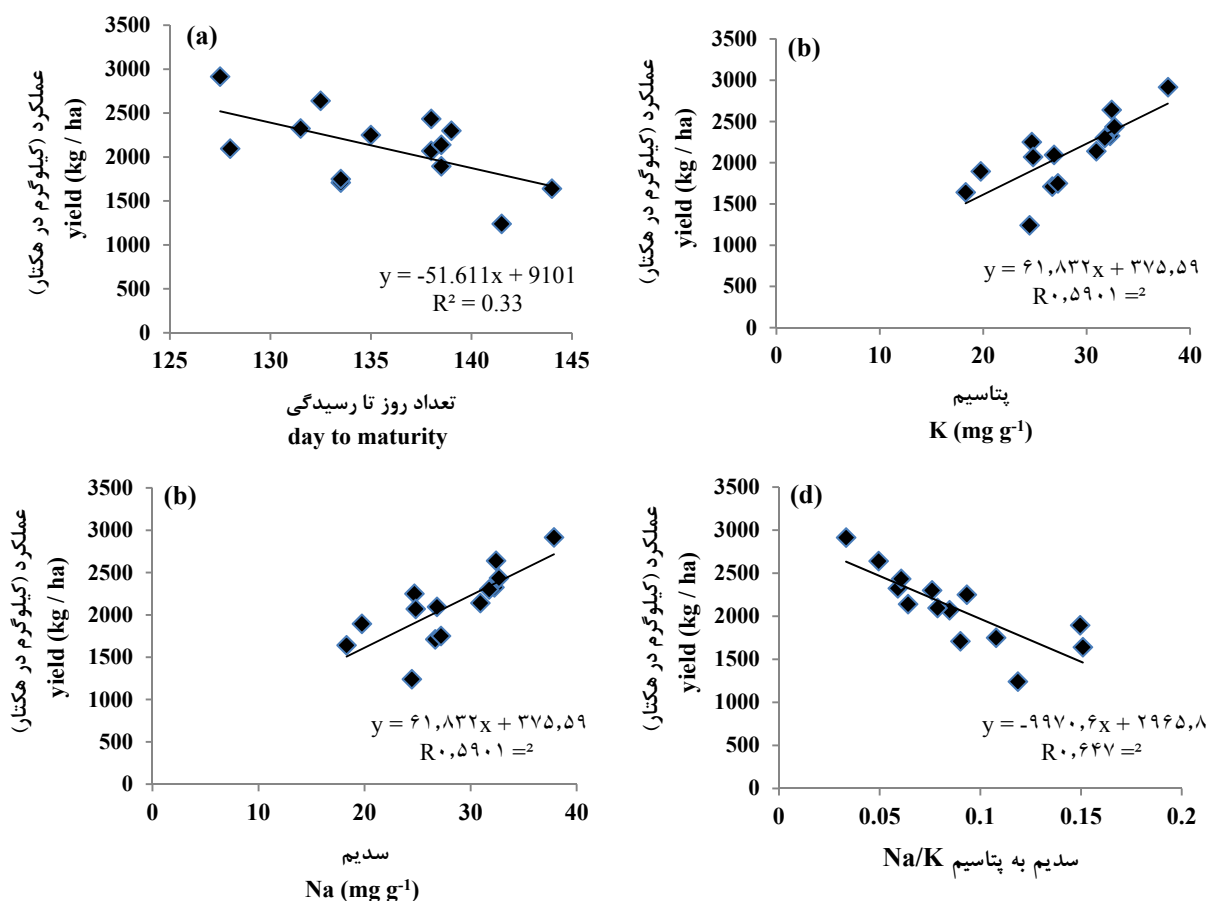 (a)
عملکرد (کیلوگرم در هکتار)
yield (kg / ha)
3500
3000
2500
2000
1500
1000
500
0
y = -51.611x + 9101
R² = 0.33
125 130 135 140 145
تعداد روز تا رسیدگی
day to maturity
(b)
عملکرد (کیلوگرم در هکتار)
yield (kg / ha)
3500
3000
2500
2000
1500
1000
500
0
y = ۶۱,۸۳۲x + ۳۷۵,۵۹
R۰,۵۹۰۱ =²
0 10 20 30 40
پتاسیم
K (mg g-1)
(b)
عملکرد (کیلوگرم در هکتار)
yield (kg / ha)
3500
3000
2500
2000
1500
1000
500
0
y = ۶۱,۸۳۲x + ۳۷۵,۵۹
R۰,۵۹۰۱ =²
0 10 20 30 40
سدیم
Na (mg g-1)
(d)
عملکرد (کیلوگرم در هکتار)
yield (kg / ha)
3500
3000
2500
2000
1500
1000
500
0
y = -۹۹۷۰,۶x + ۲۹۶۵,۸
R۰,۶۴۷ =²
0 0.05 0.1 0.15 0.2
سدیم به پتاسیم Na/K